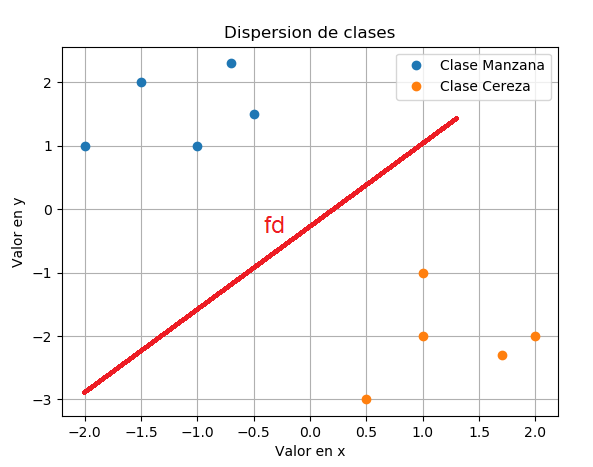 Dispersion de clases
Clase Manzana
Clase Cereza
2
1
0
−1
−2
−3
Valor en y
fd
−2.0 −1.5 −1.0 −0.5 0.0 0.5 1.0 1.5 2.0
Valor en x